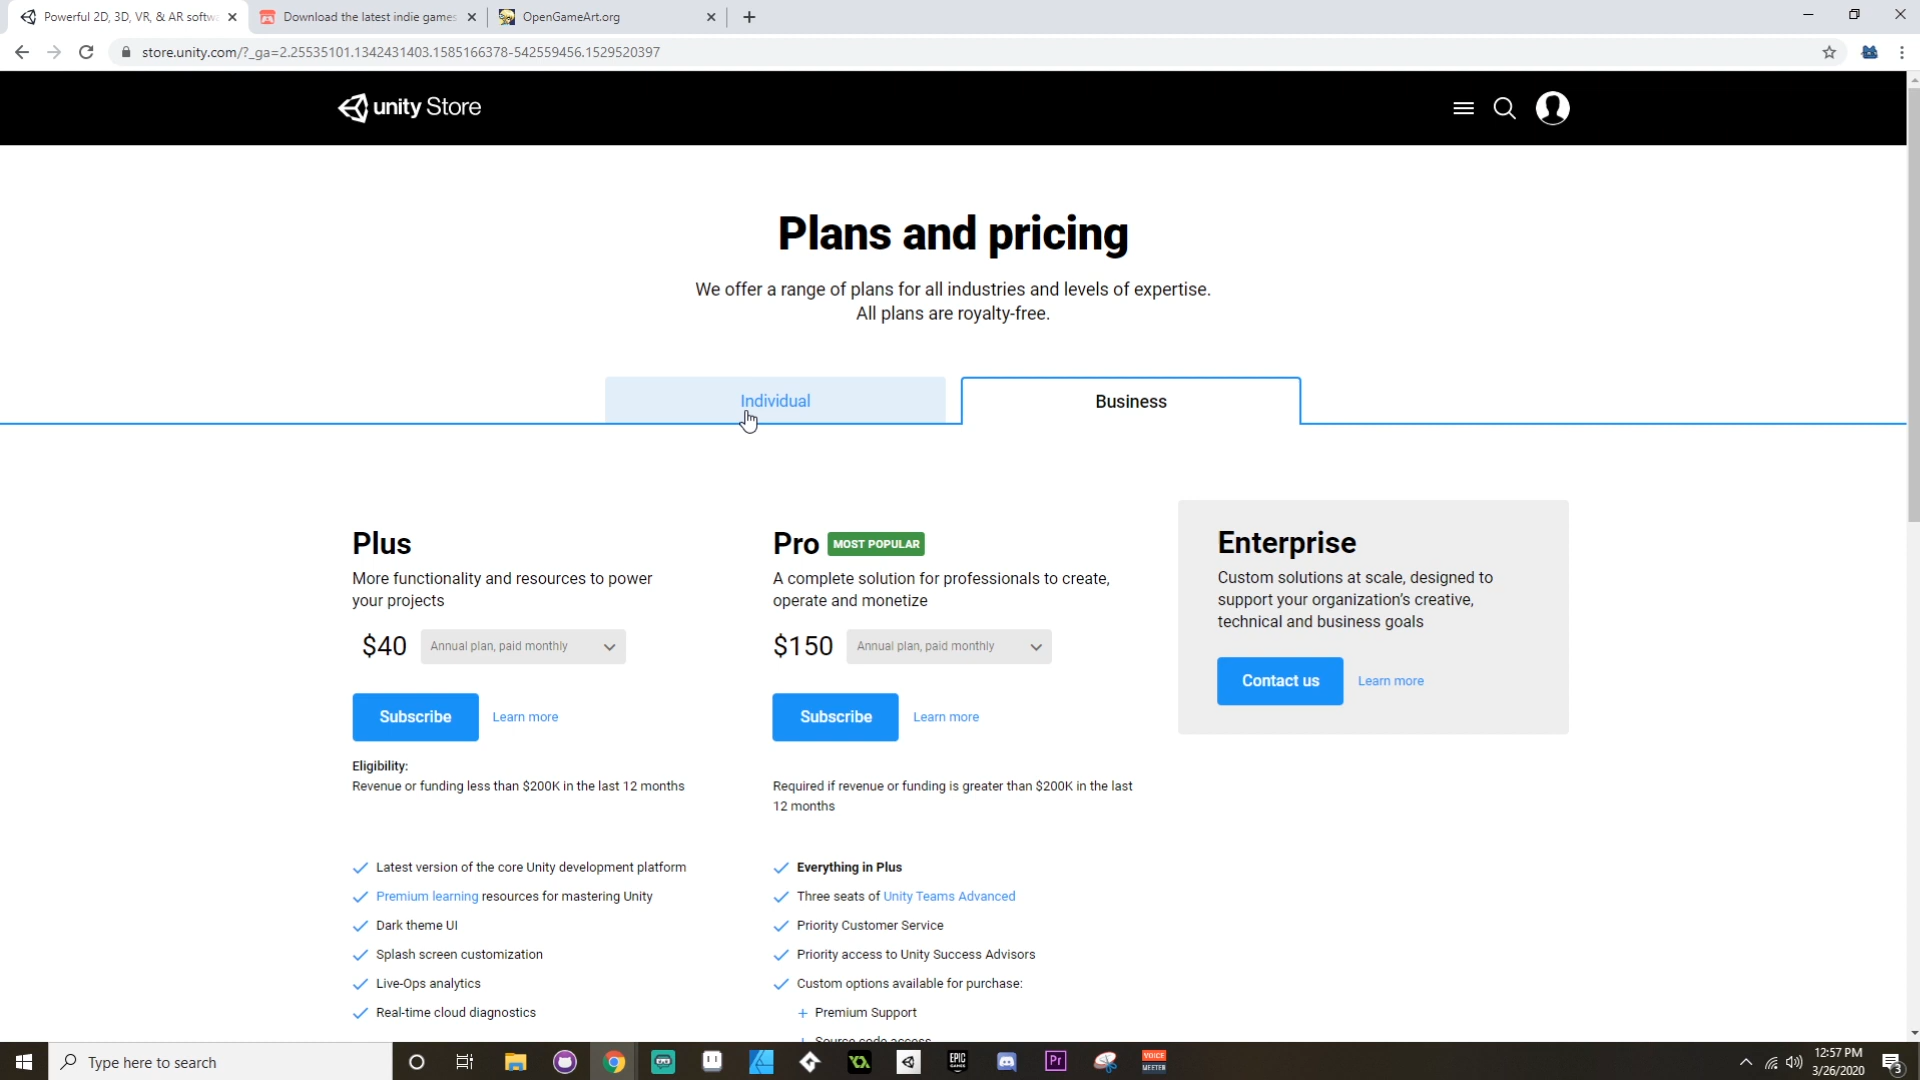 Powerful 2D, 3D, VR, & AR softw
Download the latest indie games
OpenGameArt.org
store.unity.com/?_ga=2.25535101.1342431403.1585166378-542559456.1529520397
unity Store
Plans and pricing
We offer a range of plans for all industries and levels of expertise.
All plans are royalty-free.
Individual
Business
Plus
More functionality and resources to power
your projects
$40 Annual plan, paid monthly
Subscribe Learn more
Eligibility:
Revenue or funding less than $200K in the last 12 months
Latest version of the core Unity development platform
Premium learning resources for mastering Unity
Dark theme UI
Splash screen customization
Live-Ops analytics
Real-time cloud diagnostics
Pro MOST POPULAR
A complete solution for professionals to create,
operate and monetize
$150 Annual plan, paid monthly
Subscribe Learn more
Required if revenue or funding is greater than $200K in the last
12 months
Everything in Plus
Three seats of Unity Teams Advanced
Priority Customer Service
Priority access to Unity Success Advisors
Custom options available for purchase:
+ Premium Support
+ Source code access
Enterprise
Custom solutions at scale, designed to
support your organization's creative,
technical and business goals
Contact us Learn more
Type here to search
EPIC
GAMES
Pr
VOICE
MEETER
12:57 PM
3/26/2020
3